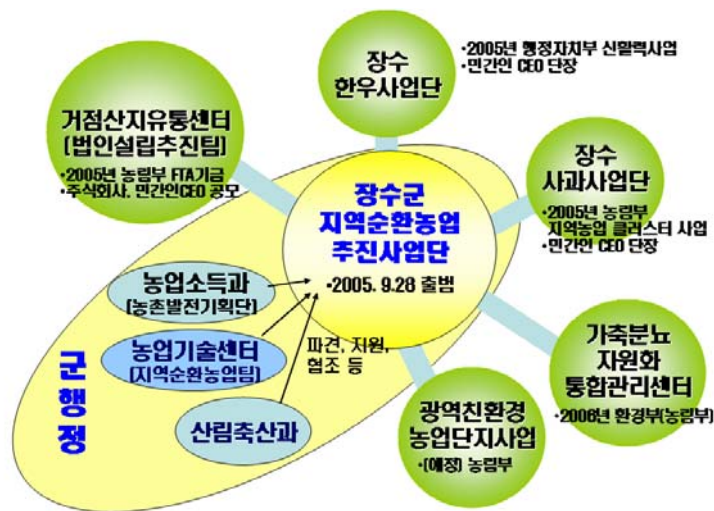 장수
한우사업단
•2005년 행정자치부 신활력사업
•민간인 CEO 단장
거점산지유통센터
(법인설립추진팀)
•2005년 농림부 FTA기금
•주식회사. 민간인CEO 공모
장수
사과사업단
•2005년 농림부
지역농업 클러스터 사업
•민간인 CEO 단장
장수군
지역순환농업
추진사업단
•2005. 9.28 출범
농업소득과
(농촌발전기획단)
농업기술센터
(지역순환농업팀)
산림축산과
군행정
파견, 지원,
협조 등
가축분뇨
자원화
통합관리센터
•2006년 환경부(농림부)
광역친환경
농업단지사업
•(예정) 농림부